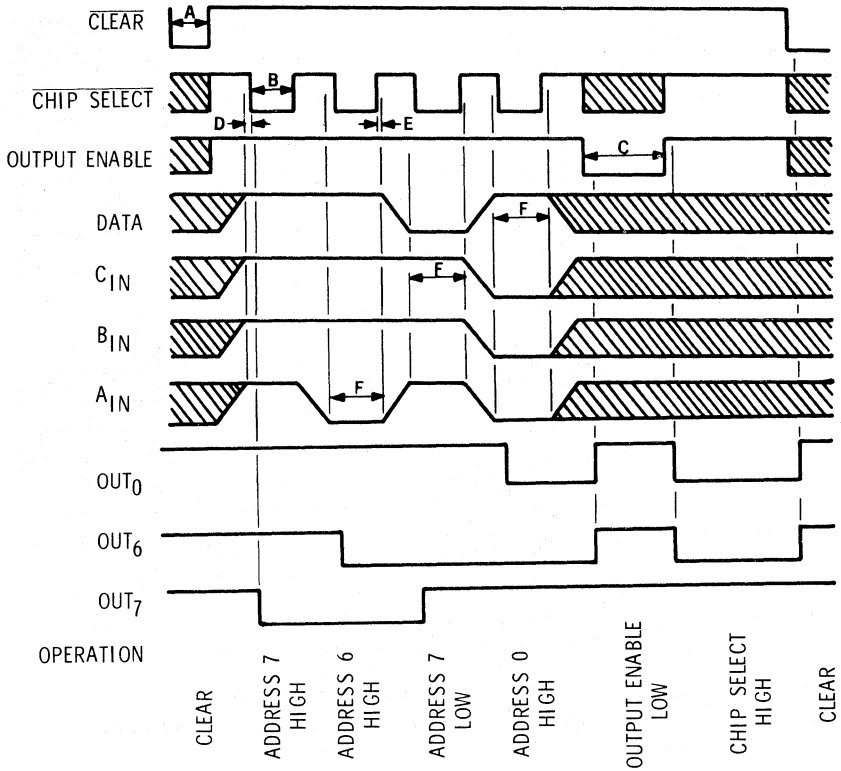 CLEAR
A
CHIP SELECT
B
D
E
OUTPUT ENABLE
C
DATA
F
CIN
F
BIN
AIN
F
OUT0
OUT6
OUT7
OPERATION
CLEAR
ADDRESS 7
HIGH
ADDRESS 6
HIGH
ADDRESS 7
LOW
ADDRESS 0
HIGH
OUTPUT ENABLE
LOW
CHIP SELECT
HIGH
CLEAR